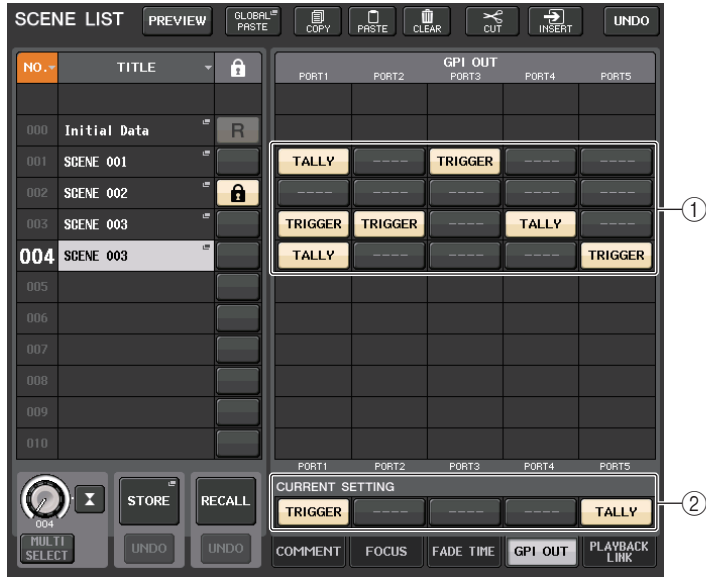 SCENE LIST PREVIEW GLOBAL PASTE COPY PASTE CLEAR CUT INSERT UNDO
NO. TITLE GPI OUT
PORT1 PORT2 PORT3 PORT4 PORT5
000 Initial Data R
001 SCENE 001 TALLY ---- TRIGGER ---- ----
002 SCENE 002 ---- ---- ---- ---- ----
003 SCENE 003 TRIGGER TRIGGER ---- TALLY ----
004 SCENE 003 TALLY ---- ---- ---- TRIGGER
005
006
007
008
009
010
①
PORT1 PORT2 PORT3 PORT4 PORT5
CURRENT SETTING
TRIGGER ---- ---- ---- TALLY
②
004 STORE RECALL
MULTI SELECT UNDO UNDO
COMMENT FOCUS FADE TIME GPI OUT PLAYBACK LINK